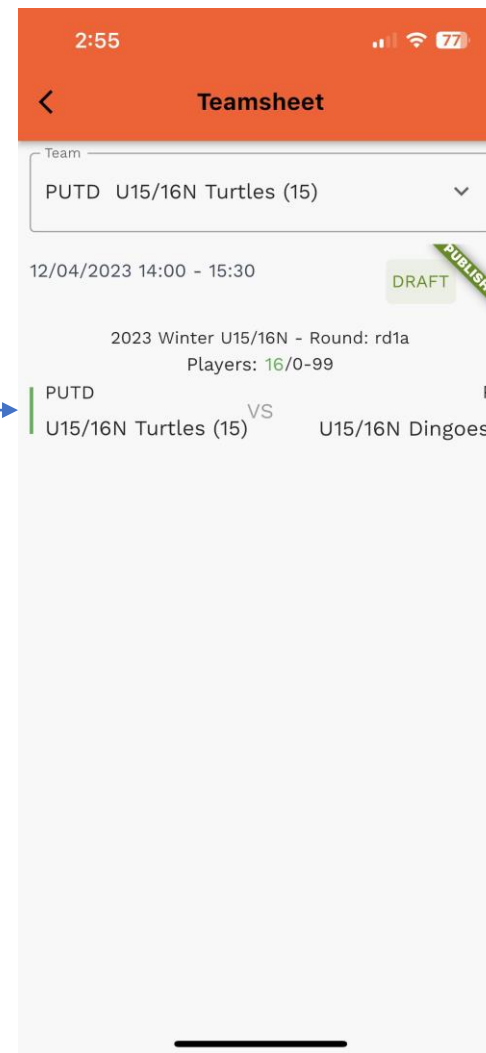 2:55
77
Teamsheet
Team
PUTD U15/16N Turtles (15)
12/04/2023 14:00 - 15:30
DRAFT
2023 Winter U15/16N - Round: rd1a
Players: 16/0-99
PUTD
VS
U15/16N Turtles (15)
U15/16N Dingoes